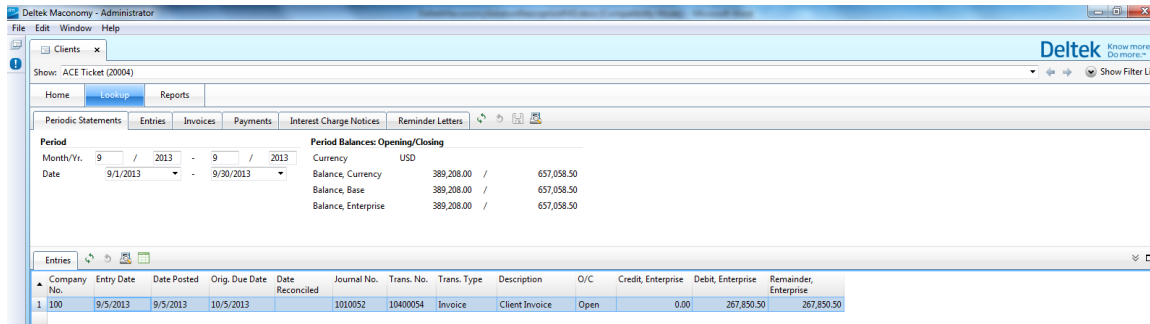 Deltek Maconomy - Administrator
File Edit Window Help
Clients x
Deltek Know more. Do more.™
Show: ACE Ticket (20004) Show Filter Li
Home Lookup Reports
Periodic Statements Entries Invoices Payments Interest Charge Notices Reminder Letters
Period Period Balances: Opening/Closing
Month/Yr. 9 / 2013 - 9 / 2013 Currency USD
Date 9/1/2013 - 9/30/2013 Balance, Currency 389,208.00 / 657,058.50
Balance, Base 389,208.00 / 657,058.50
Balance, Enterprise 389,208.00 / 657,058.50
Entries
Company No. Entry Date Date Posted Orig. Due Date Date Reconciled Journal No. Trans. No. Trans. Type Description O/C Credit, Enterprise Debit, Enterprise Remainder, Enterprise
1 100 9/5/2013 9/5/2013 10/5/2013 1010052 10400054 Invoice Client Invoice Open 0.00 267,850.50 267,850.50